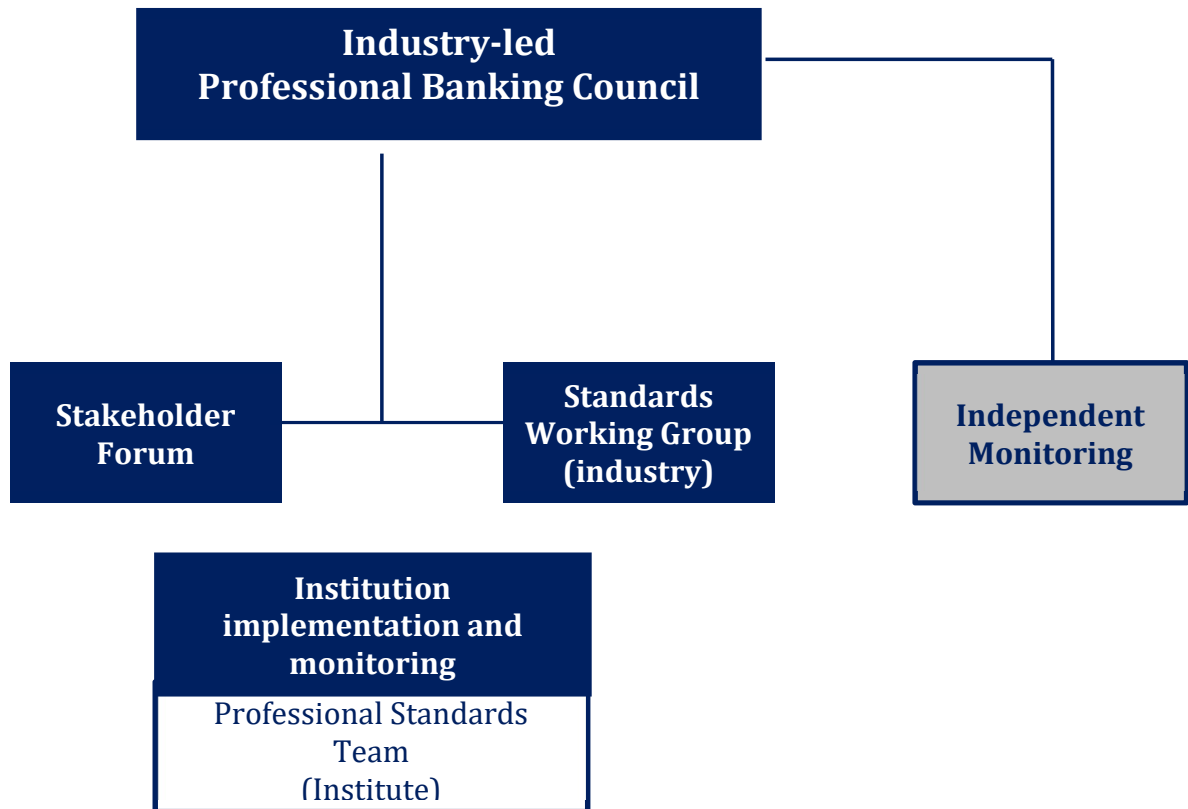 Industry-led
Professional Banking Council
Stakeholder
Forum
Standards
Working Group
(industry)
Independent
Monitoring
Institution
implementation and
monitoring
Professional Standards
Team
(Institute)